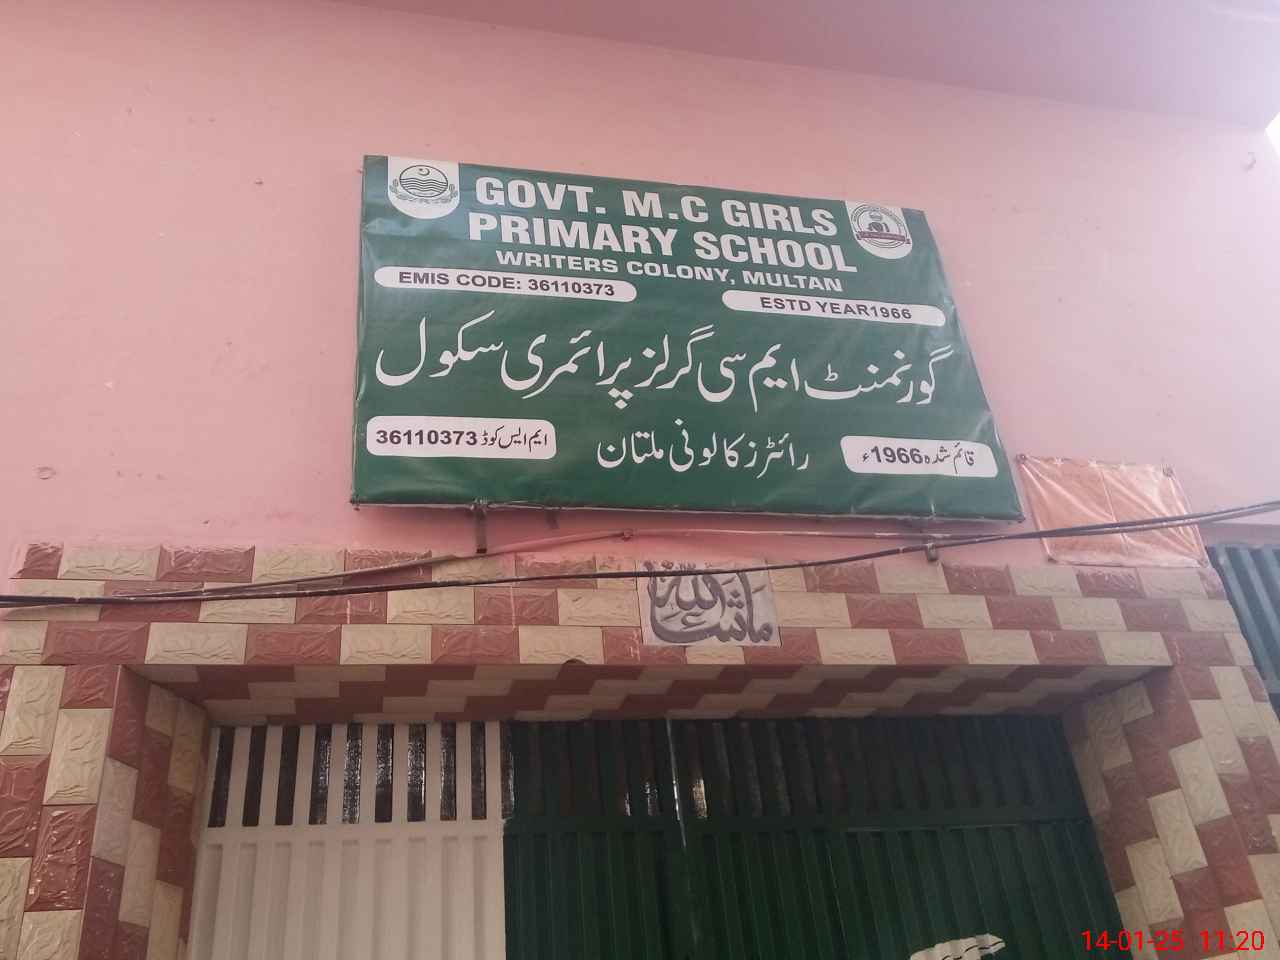 GOVT. M.C GIRLS
PRIMARY SCHOOL
WRITERS COLONY, MULTAN
EMIS CODE: 36110373
ESTD YEAR1966
گورنمنٹ ایم سی گرلز پرائمری سکول
قائم شدہ 1966ء
رائٹرز کالونی ملتان
ایم ایس کوڈ 36110373
ماشاءاللہ
14-01-25 11:20